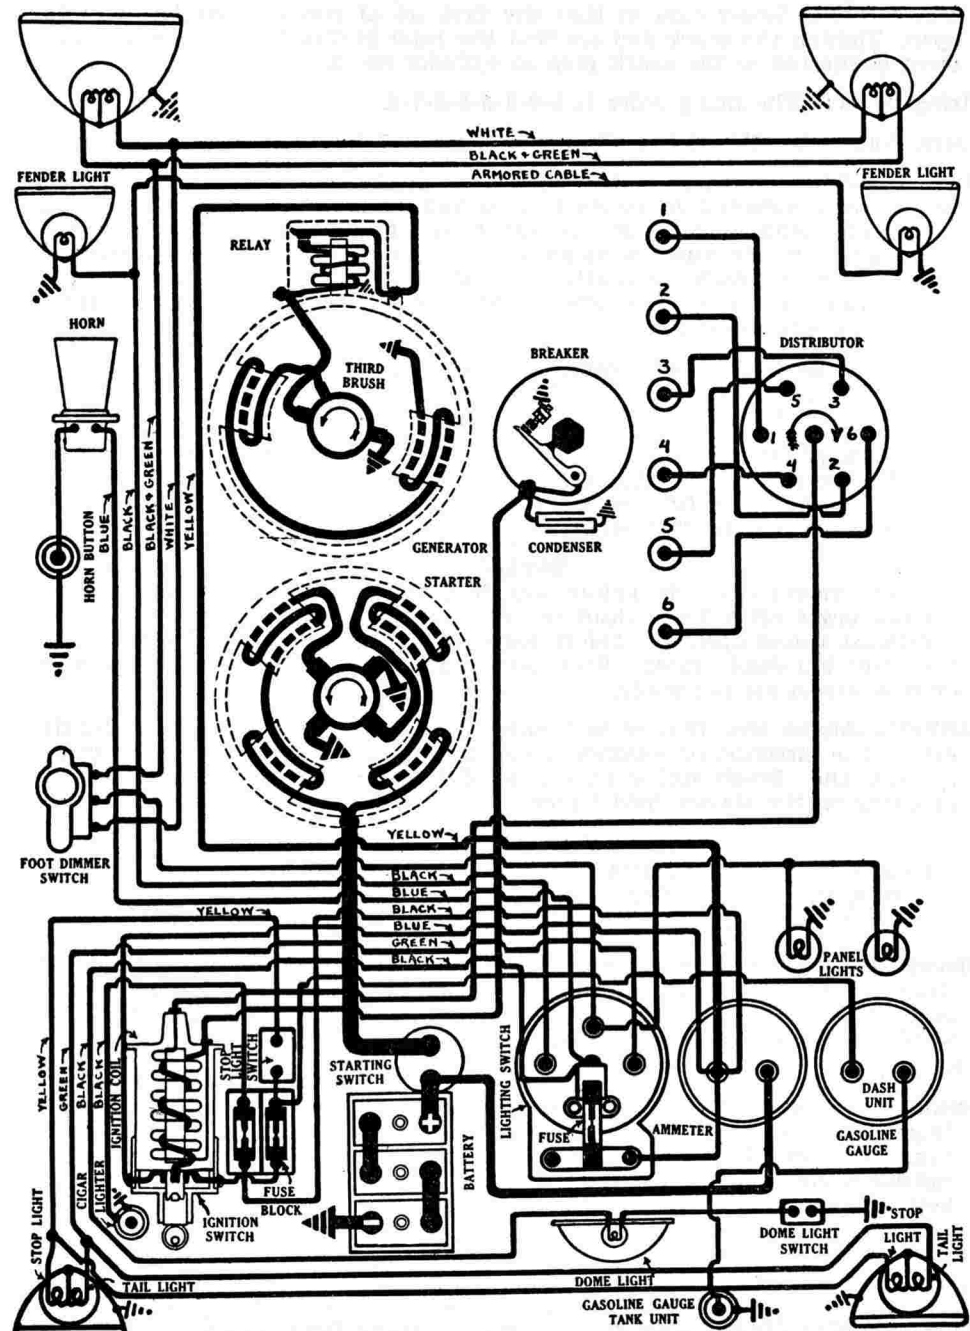 WHITE
BLACK & GREEN
ARMORED CABLE
FENDER LIGHT
FENDER LIGHT
RELAY
1
2
3
4
5
6
HORN
THIRD
BRUSH
BREAKER
DISTRIBUTOR
5
3
1
6
4
2
HORN BUTTON
BLUE
BLACK
BLACK & GREEN
WHITE
YELLOW
GENERATOR
CONDENSER
STARTER
FOOT DIMMER
SWITCH
YELLOW
BLACK
BLUE
YELLOW
BLACK
BLUE
GREEN
BLACK
PANEL
LIGHTS
YELLOW
GREEN
BLACK
BLACK
IGNITION COIL
STOP
LIGHT
SWITCH
STARTING
SWITCH
LIGHTING SWITCH
FUSE
AMMETER
DASH
UNIT
GASOLINE
GAUGE
BATTERY
FUSE
BLOCK
IGNITION
SWITCH
CIGAR
LIGHTER
STOP LIGHT
TAIL LIGHT
DOME LIGHT
DOME LIGHT
SWITCH
STOP
LIGHT
TAIL
LIGHT
GASOLINE GAUGE
TANK UNIT